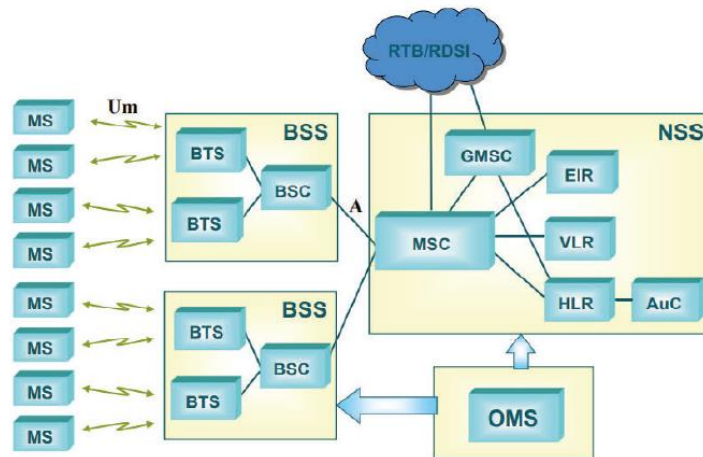 RTB/RDSI
Um
MS
MS
MS
MS
MS
MS
MS
MS
BSS
BTS
BTS
BSC
A
BSS
BTS
BTS
BSC
NSS
GMSC
EIR
MSC
VLR
HLR
AuC
OMS